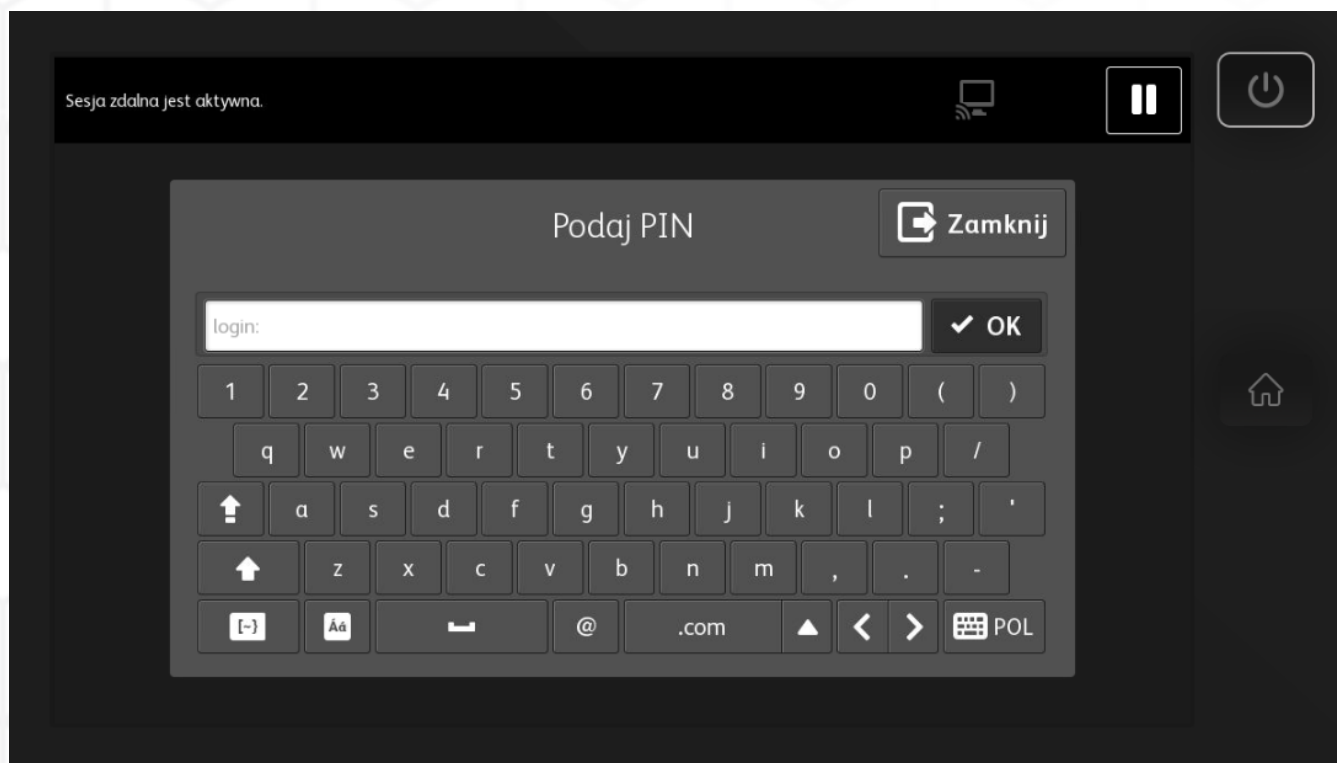 Sesja zdalna jest aktywna.
Podaj PIN
Zamknij
login:
OK
1 2 3 4 5 6 7 8 9 0 ( )
q w e r t y u i o p /
a s d f g h j k l ; '
z x c v b n m , . -
[~} Áá @ .com POL